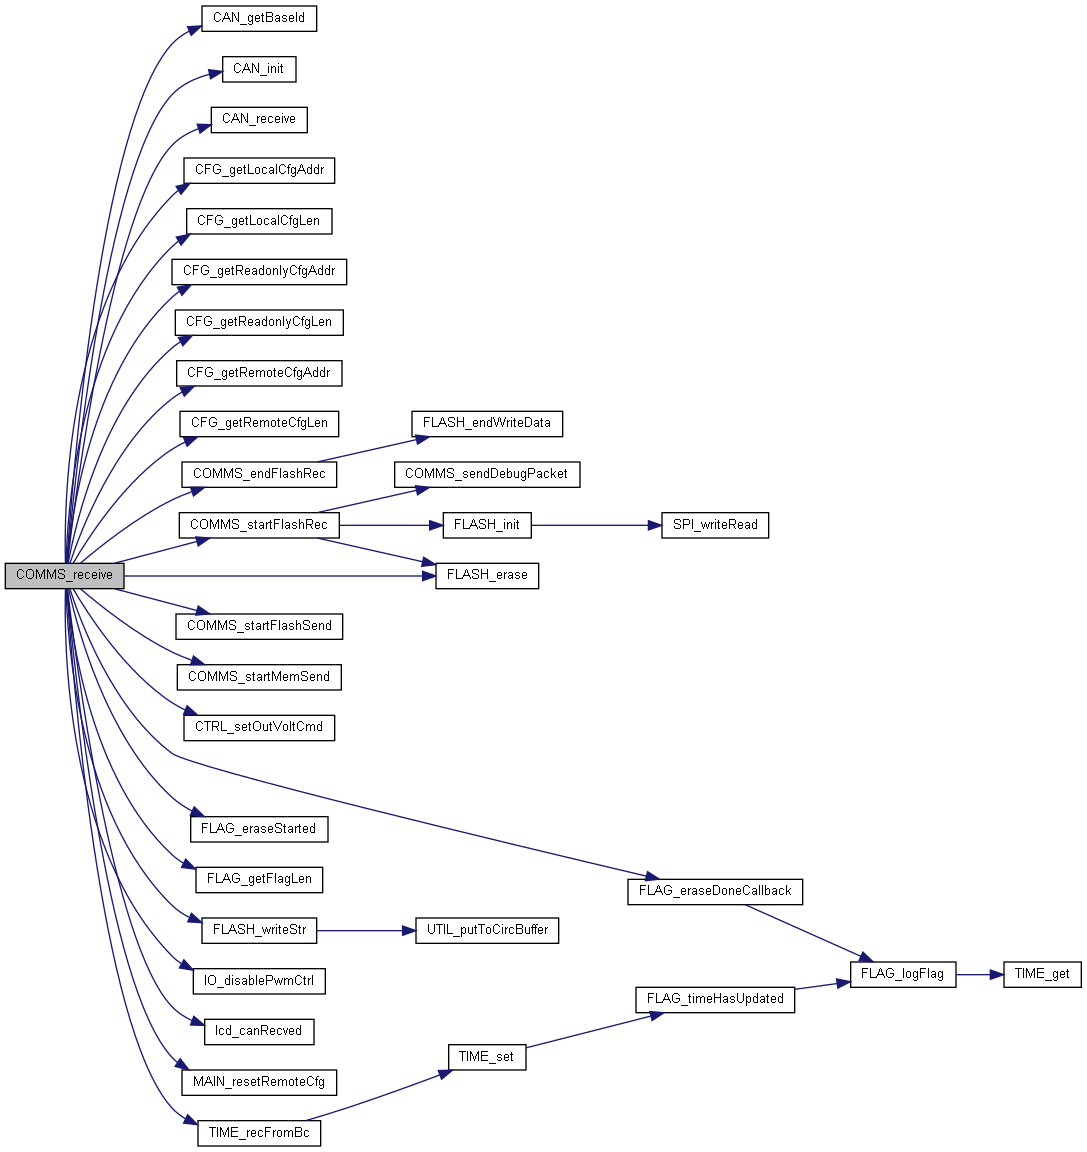 CAN_getBaseId
CAN_init
CAN_receive
CFG_getLocalCfgAddr
CFG_getLocalCfgLen
CFG_getReadonlyCfgAddr
CFG_getReadonlyCfgLen
CFG_getRemoteCfgAddr
CFG_getRemoteCfgLen
FLASH_endWriteData
COMMS_endFlashRec
COMMS_sendDebugPacket
COMMS_startFlashRec
FLASH_init
SPI_writeRead
COMMS_receive
FLASH_erase
COMMS_startFlashSend
COMMS_startMemSend
CTRL_setOutVoltCmd
FLAG_eraseStarted
FLAG_getFlagLen
FLAG_eraseDoneCallback
FLASH_writeStr
UTIL_putToCircBuffer
IO_disablePwmCtrl
FLAG_logFlag
TIME_get
FLAG_timeHasUpdated
lcd_canRecved
TIME_set
MAIN_resetRemoteCfg
TIME_recFromBc